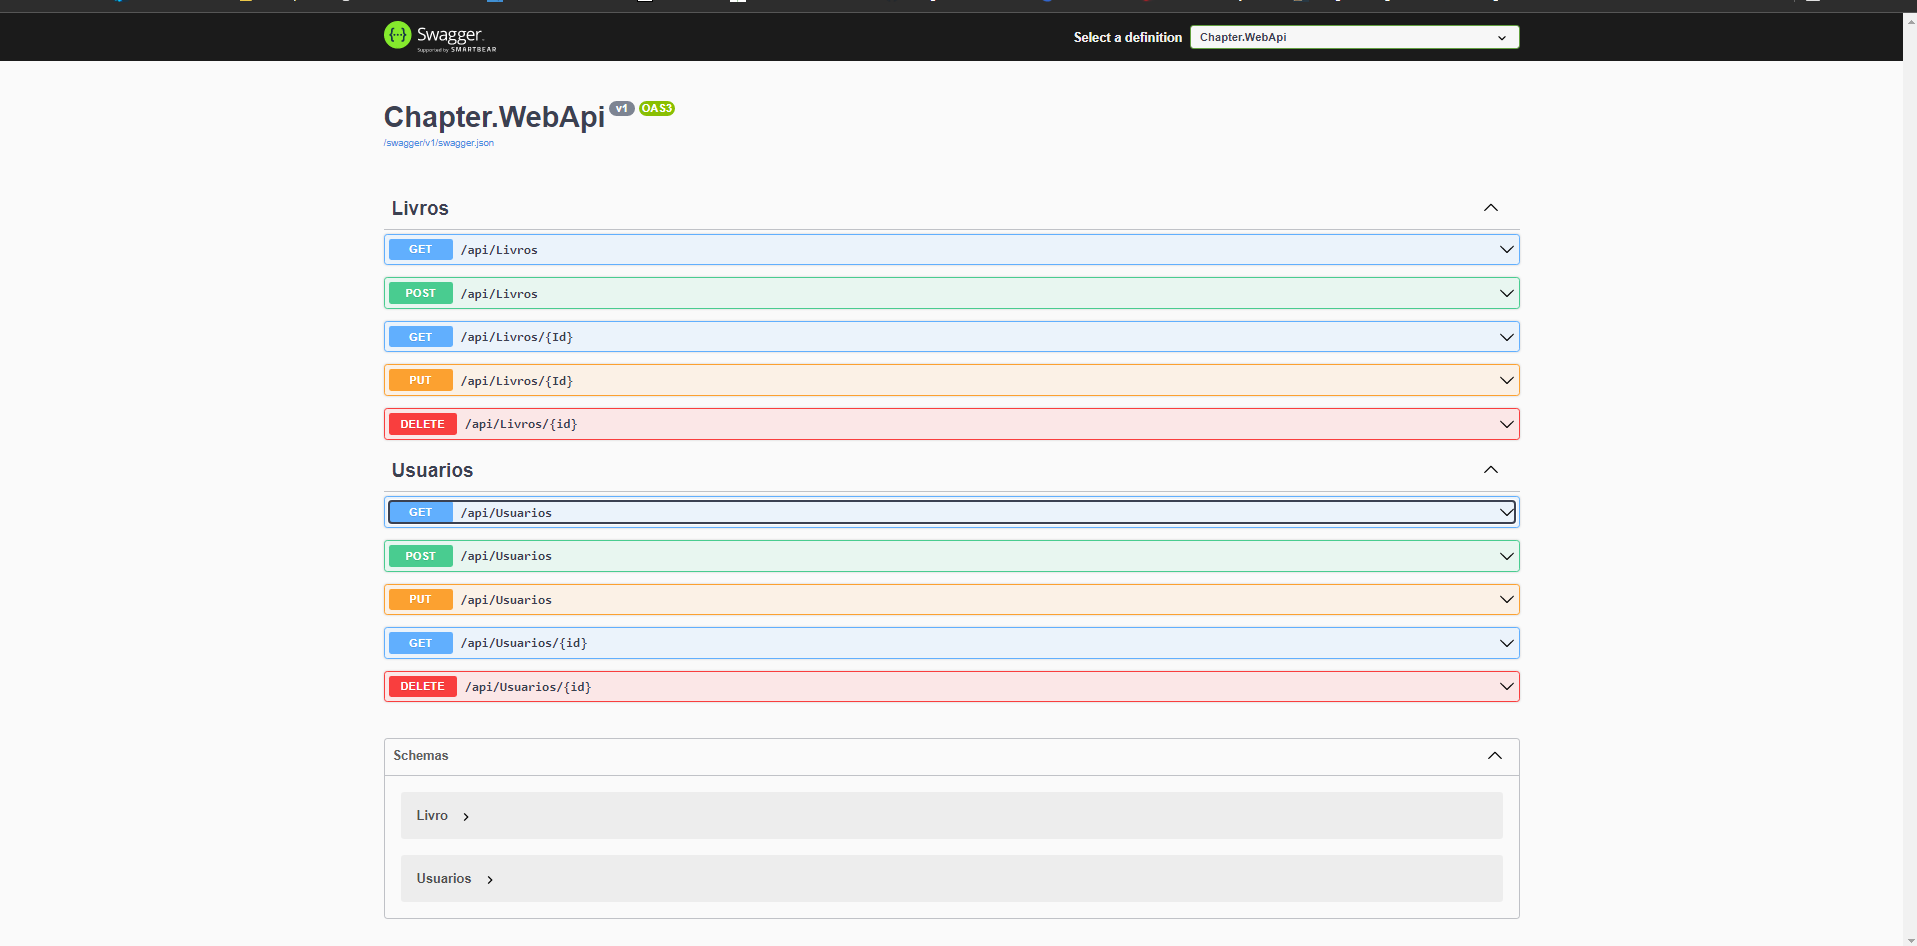 Swagger.
Supported by SMARTBEAR
Select a definition
Chapter.WebApi
Chapter.WebApi v1 OAS3
/swagger/v1/swagger.json
Livros
GET /api/Livros
POST /api/Livros
GET /api/Livros/{Id}
PUT /api/Livros/{Id}
DELETE /api/Livros/{id}
Usuarios
GET /api/Usuarios
POST /api/Usuarios
PUT /api/Usuarios
GET /api/Usuarios/{id}
DELETE /api/Usuarios/{id}
Schemas
Livro
Usuarios